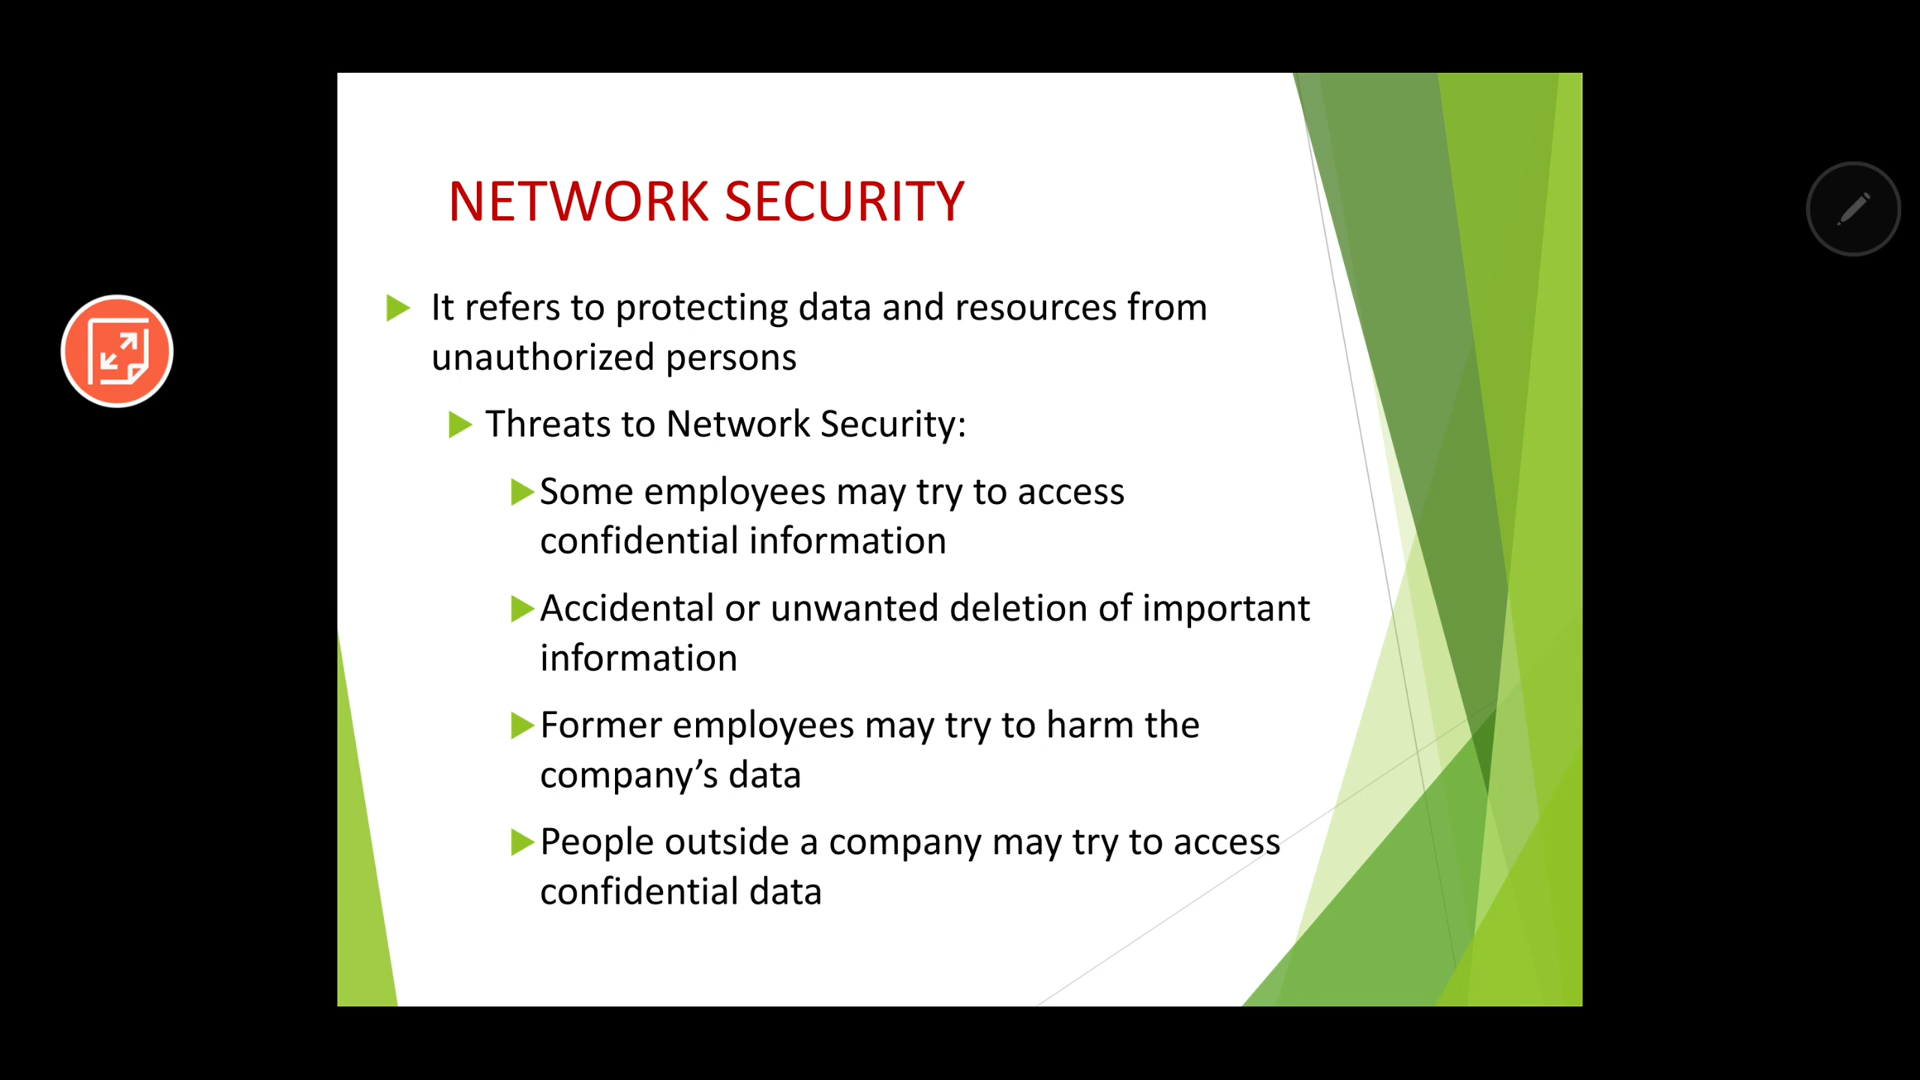 NETWORK SECURITY
It refers to protecting data and resources from
unauthorized persons
Threats to Network Security:
Some employees may try to access
confidential information
Accidental or unwanted deletion of important
information
Former employees may try to harm the
company’s data
People outside a company may try to access
confidential data